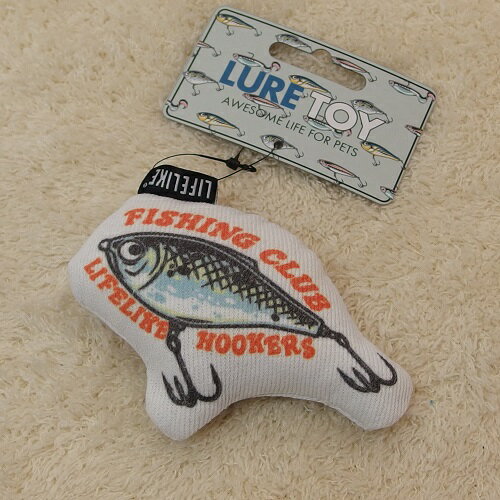 LURE TOY
AWESOME LIFE FOR PETS
LIFELIKE®
FISHING CLUB
LIFELIKE HOOKERS